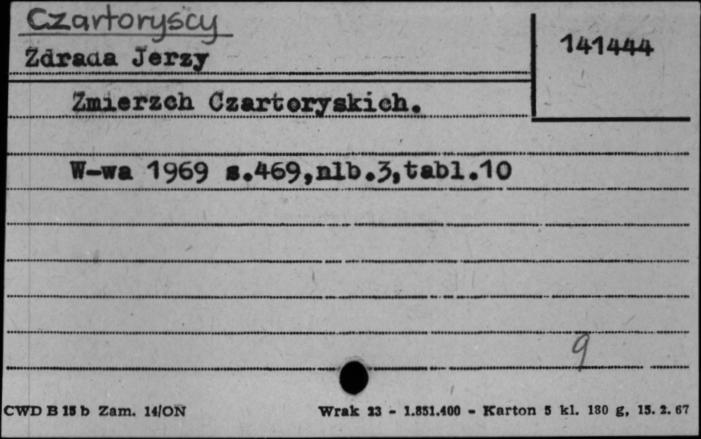 Czartoryscy
141444
Zdrada Jerzy
Zmierzch Czartoryskich.
W-wa 1969 s.469,nlb.3,tabl.10
9
CWD B 15 b Zam. 14/ON Wrak 23 - 1.851.400 - Karton 5 kl. 180 g, 15. 2. 67